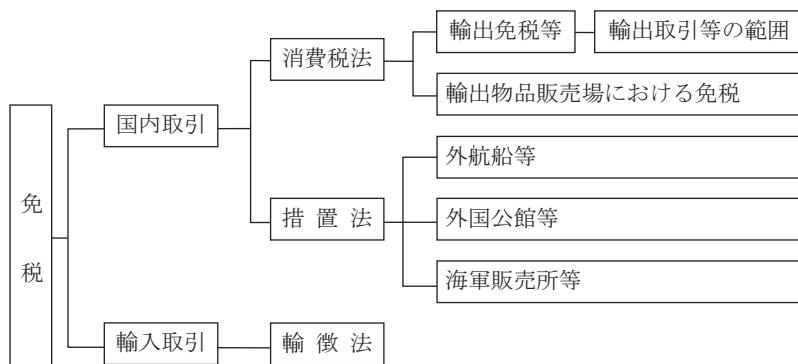 免税
国内取引
消費税法
輸出免税等
輸出取引等の範囲
輸出物品販売場における免税
措置法
外航船等
外国公館等
海軍販売所等
輸入取引
輸徴法